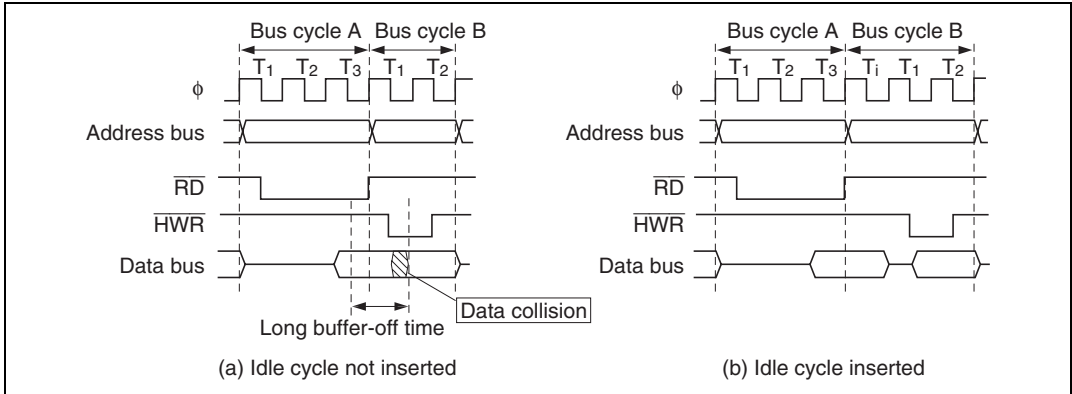 Bus cycle A Bus cycle B
T1 T2 T3 T1 T2
φ
Address bus
RD
HWR
Data bus
Data collision
Long buffer-off time
(a) Idle cycle not inserted
Bus cycle A Bus cycle B
T1 T2 T3 Ti T1 T2
φ
Address bus
RD
HWR
Data bus
(b) Idle cycle inserted